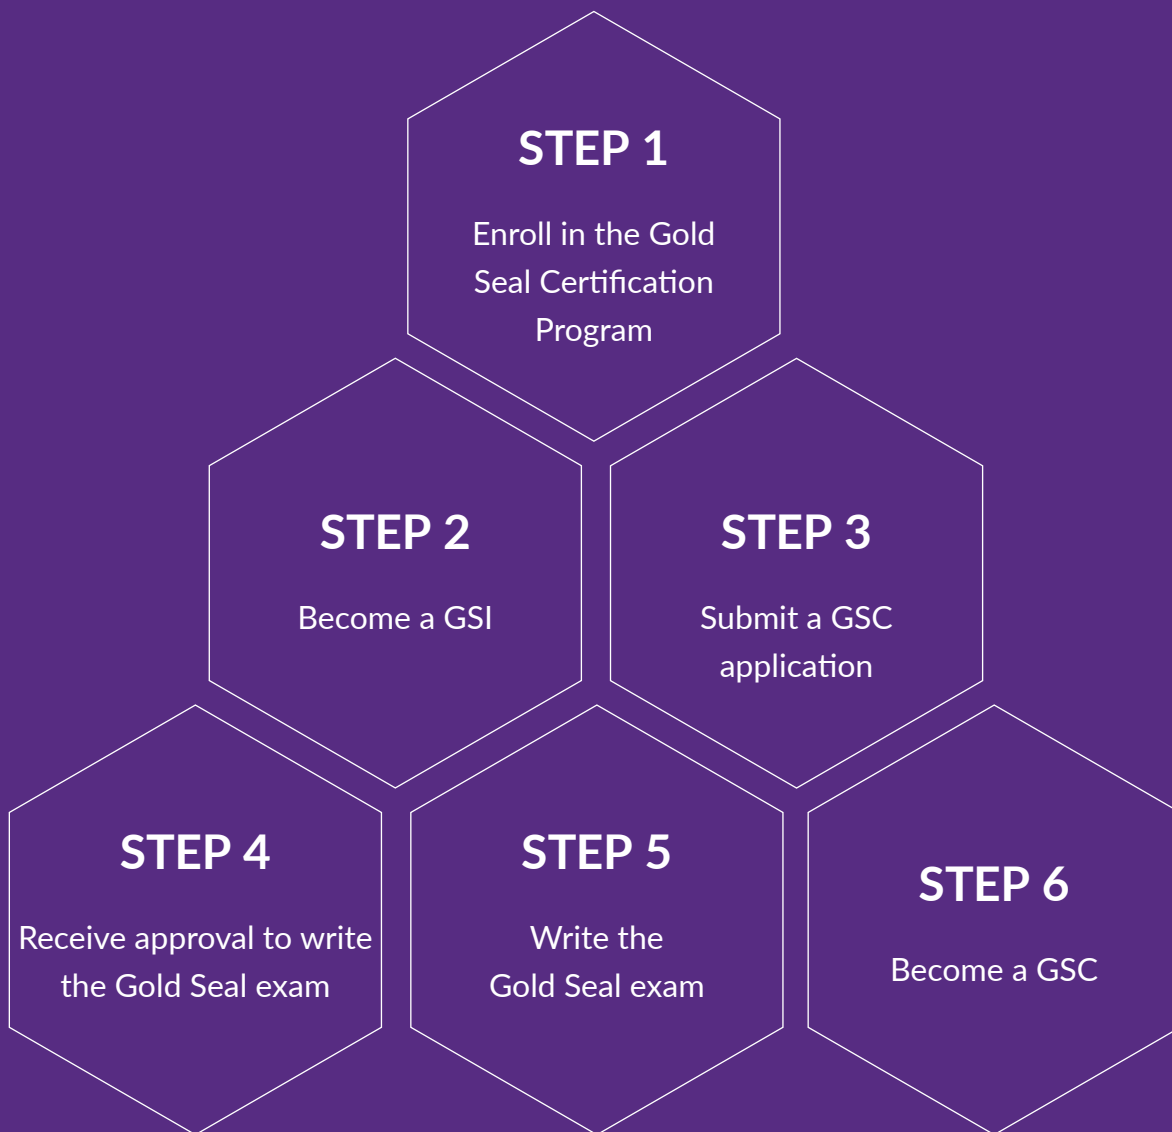 STEP 1
Enroll in the Gold
Seal Certification
Program
STEP 2
Become a GSI
STEP 3
Submit a GSC
application
STEP 4
Receive approval to write
the Gold Seal exam
STEP 5
Write the
Gold Seal exam
STEP 6
Become a GSC